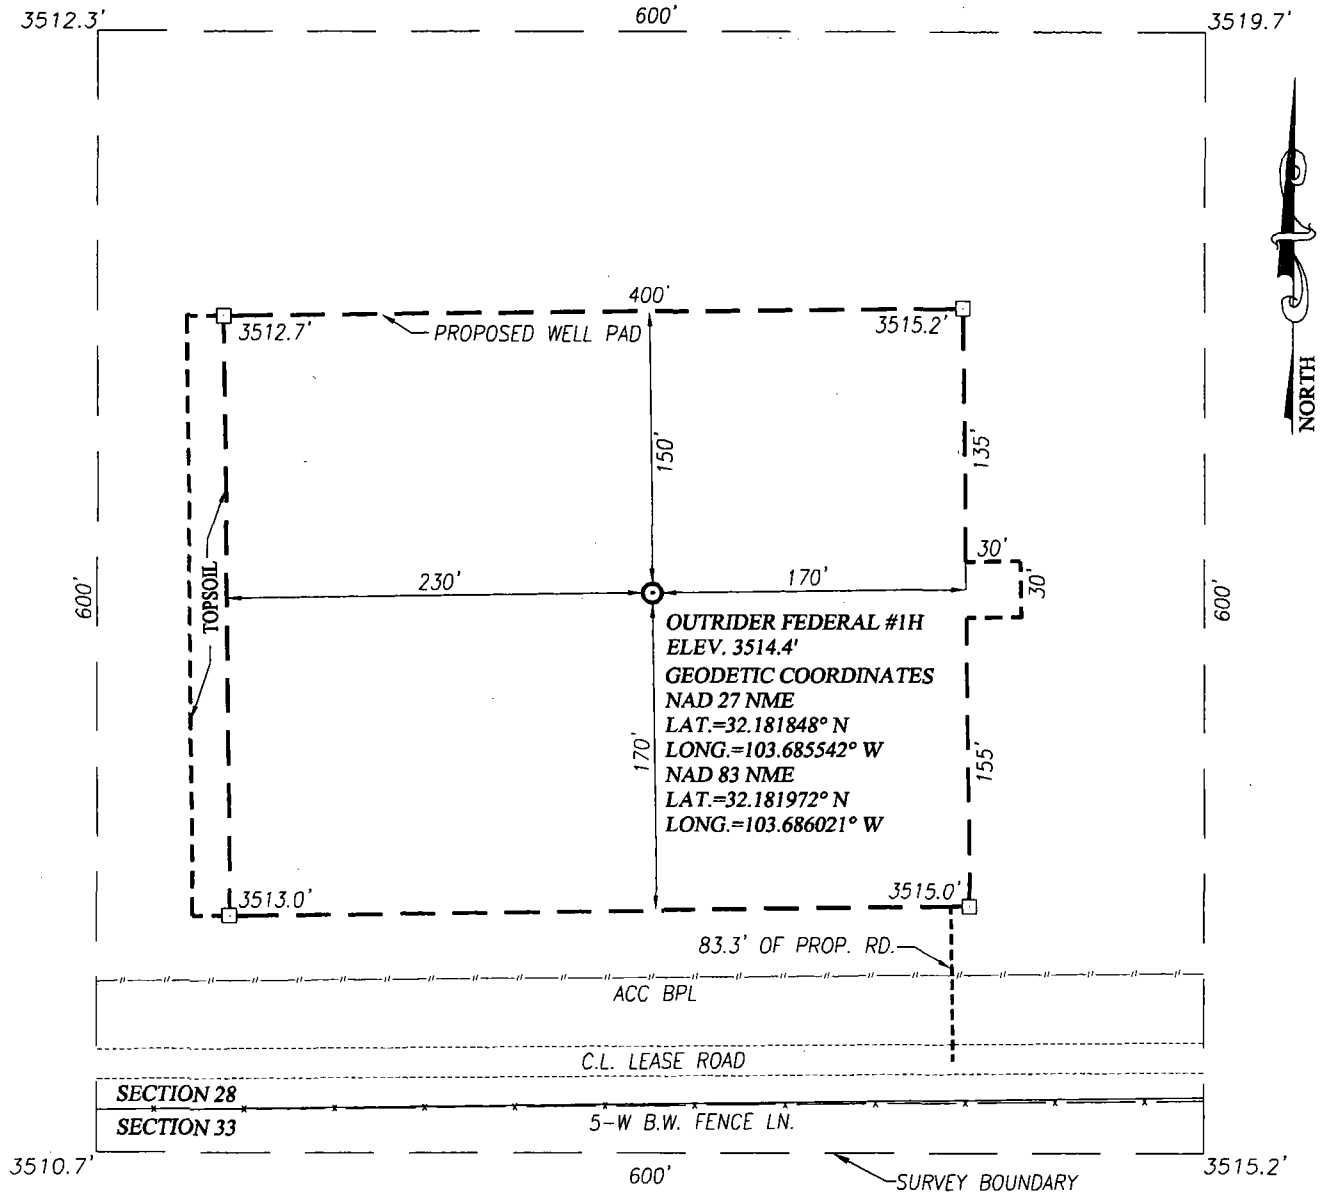 3512.3'
600'
3519.7'
NORTH
400'
3512.7'
PROPOSED WELL PAD
3515.2'
150'
135'
30'
30'
600'
TOPSOIL
230'
170'
600'
OUTRIDER FEDERAL #1H
ELEV. 3514.4'
GEODETIC COORDINATES
NAD 27 NME
LAT.=32.181848° N
LONG.=103.685542° W
NAD 83 NME
LAT.=32.181972° N
LONG.=103.686021° W
170'
155'
3513.0'
3515.0'
83.3' OF PROP. RD.
ACC BPL
C.L. LEASE ROAD
SECTION 28
SECTION 33
5-W B.W. FENCE LN.
3510.7'
600'
3515.2'
SURVEY BOUNDARY